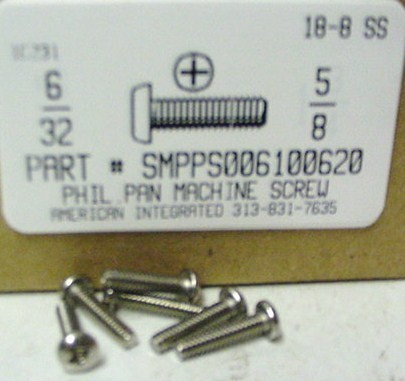 18-8 SS
6
32
5
8
PART # SMPPS006100620
PHIL PAN MACHINE SCREW
AMERICAN INTEGRATED 313-831-7635